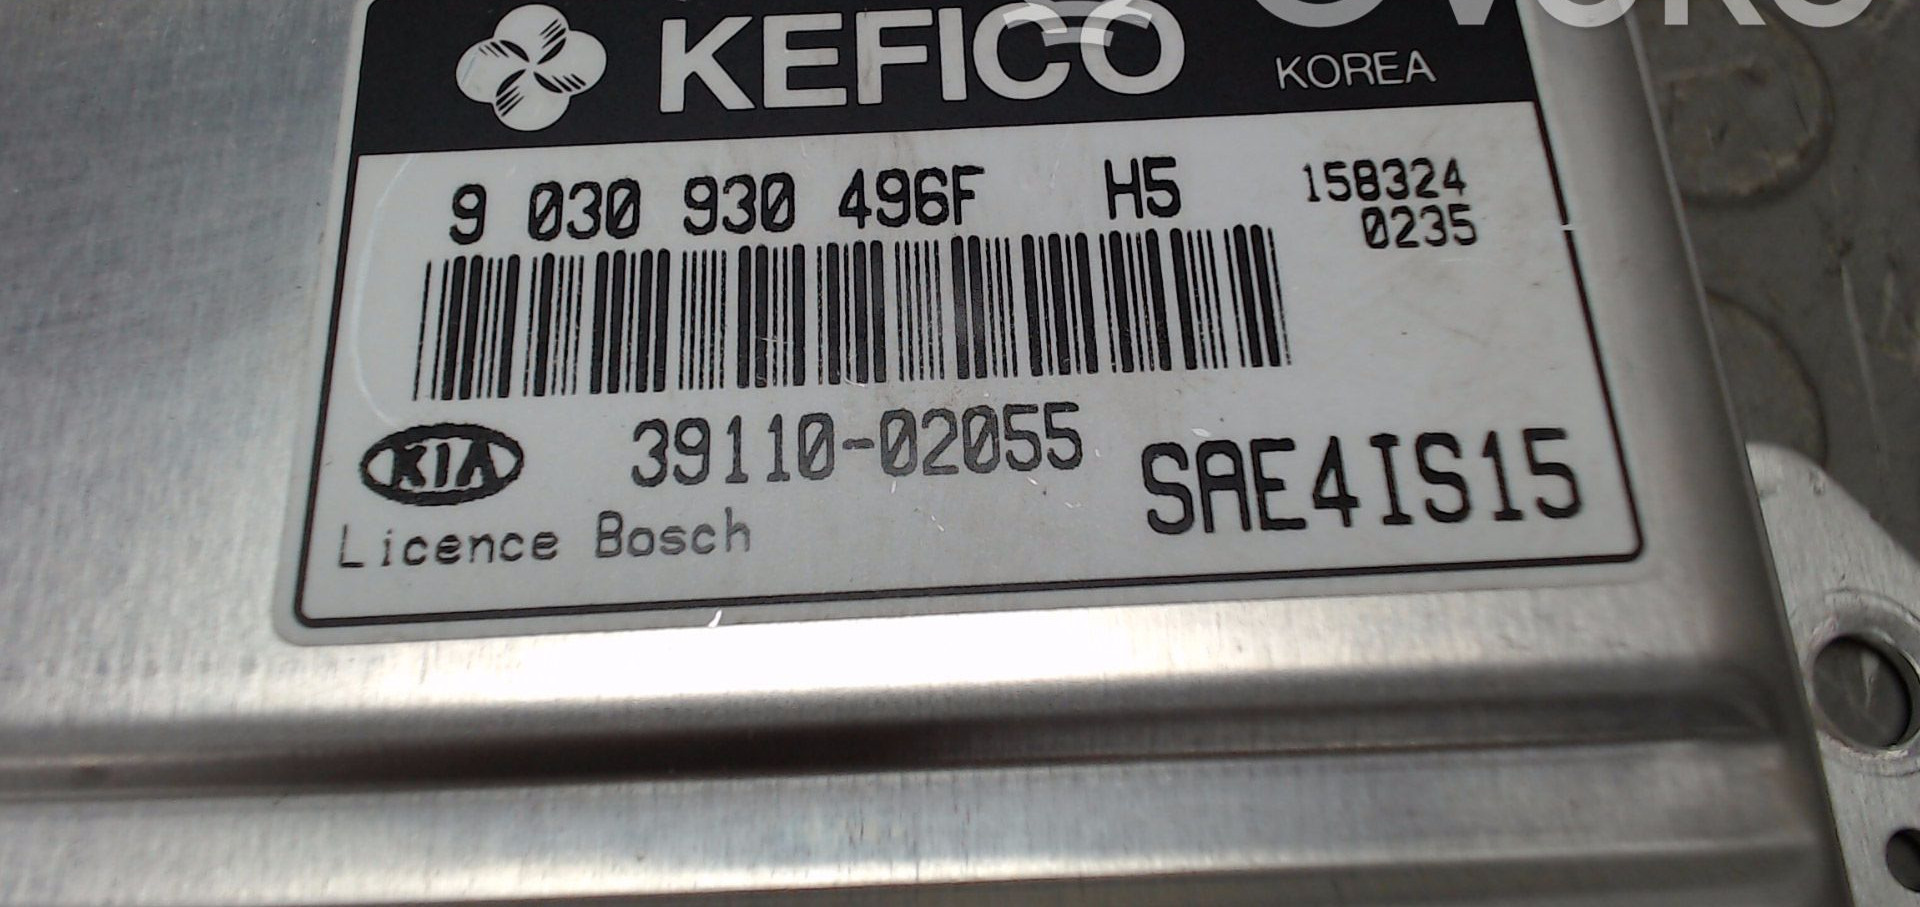 KEFICO KOREA
9 030 930 496F H5 158324
0235
KIA 39110-02055 SAE4IS15
Licence Bosch